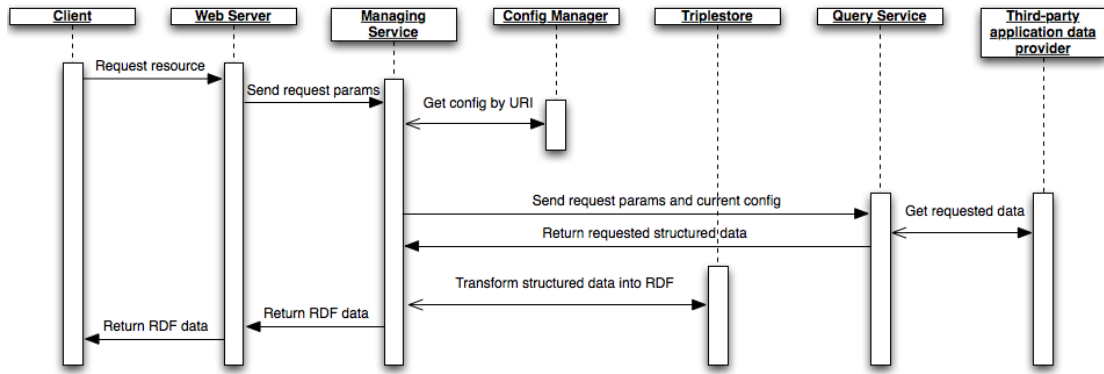 Client
Web Server
Managing
Service
Config Manager
Triplestore
Query Service
Third-party
application data
provider
Request resource
Send request params
Get config by URI
Send request params and current config
Get requested data
Return requested structured data
Transform structured data into RDF
Return RDF data
Return RDF data